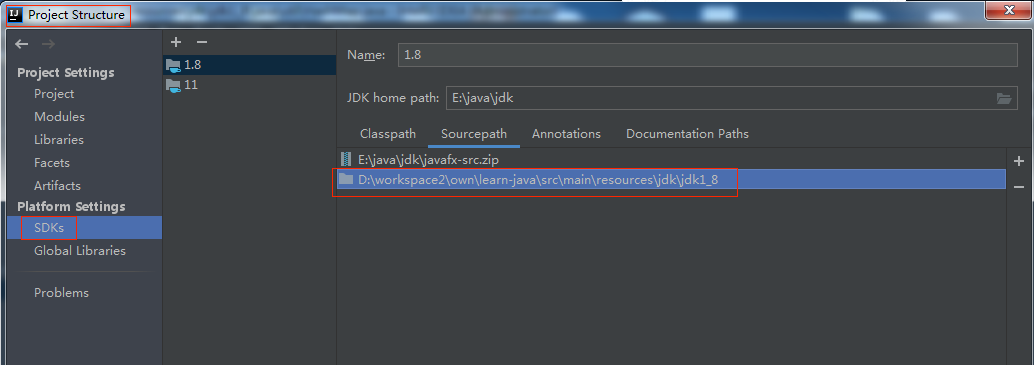 IJ Project Structure
Project Settings
Project
Modules
Libraries
Facets
Artifacts
Platform Settings
SDKs
Global Libraries
Problems
1.8
11
Name: 1.8
JDK home path: E:\java\jdk
Classpath Sourcepath Annotations Documentation Paths
E:\java\jdk\javafx-src.zip
D:\workspace2\own\learn-java\src\main\resources\jdk\jdk1_8